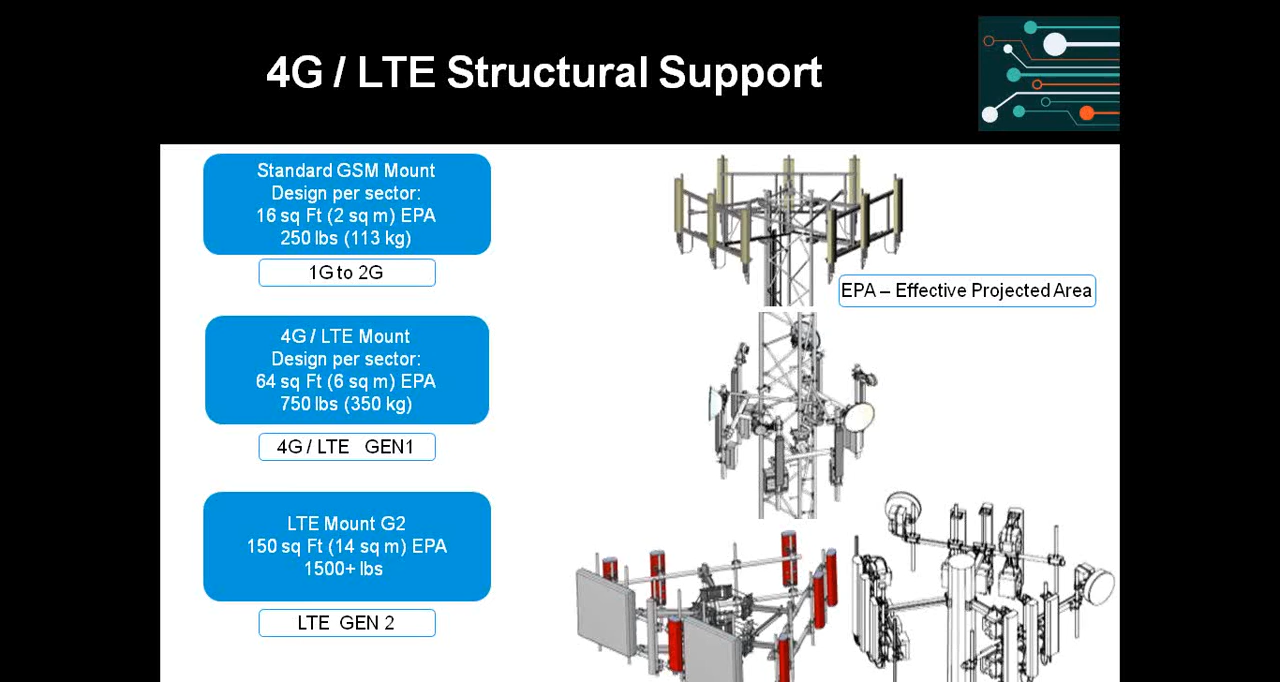 4G / LTE Structural Support
Standard GSM Mount
Design per sector:
16 sq Ft (2 sq m) EPA
250 lbs (113 kg)
1G to 2G
EPA – Effective Projected Area
4G / LTE Mount
Design per sector:
64 sq Ft (6 sq m) EPA
750 lbs (350 kg)
4G / LTE GEN1
LTE Mount G2
150 sq Ft (14 sq m) EPA
1500+ lbs
LTE GEN 2